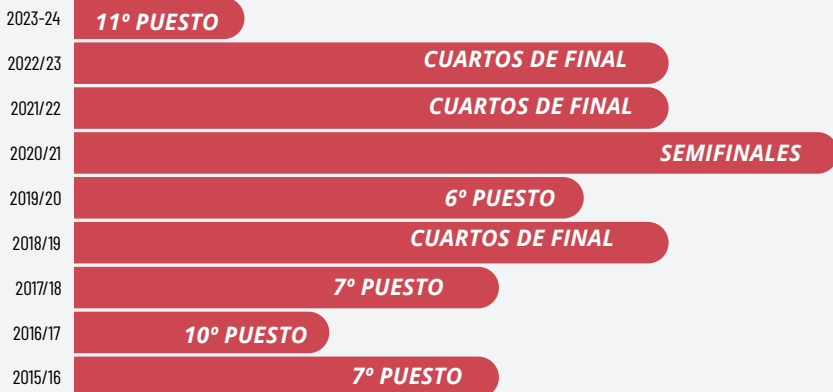 2023-24 11º PUESTO
2022/23 CUARTOS DE FINAL
2021/22 CUARTOS DE FINAL
2020/21 SEMIFINALES
2019/20 6º PUESTO
2018/19 CUARTOS DE FINAL
2017/18 7º PUESTO
2016/17 10º PUESTO
2015/16 7º PUESTO